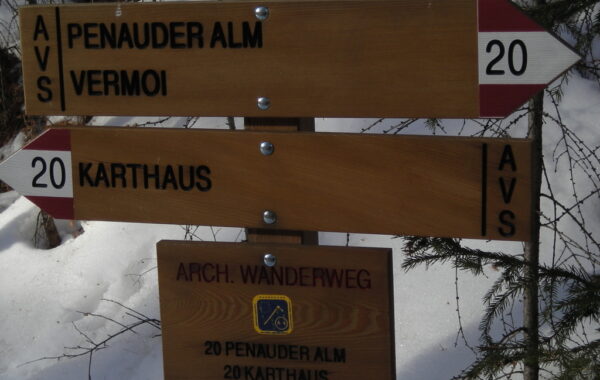 AVS
PENAUDER ALM
VERMOI
20
20
KARTHAUS
AVS
ARCH. WANDERWEG
20 PENAUDER ALM
20 KARTHAUS